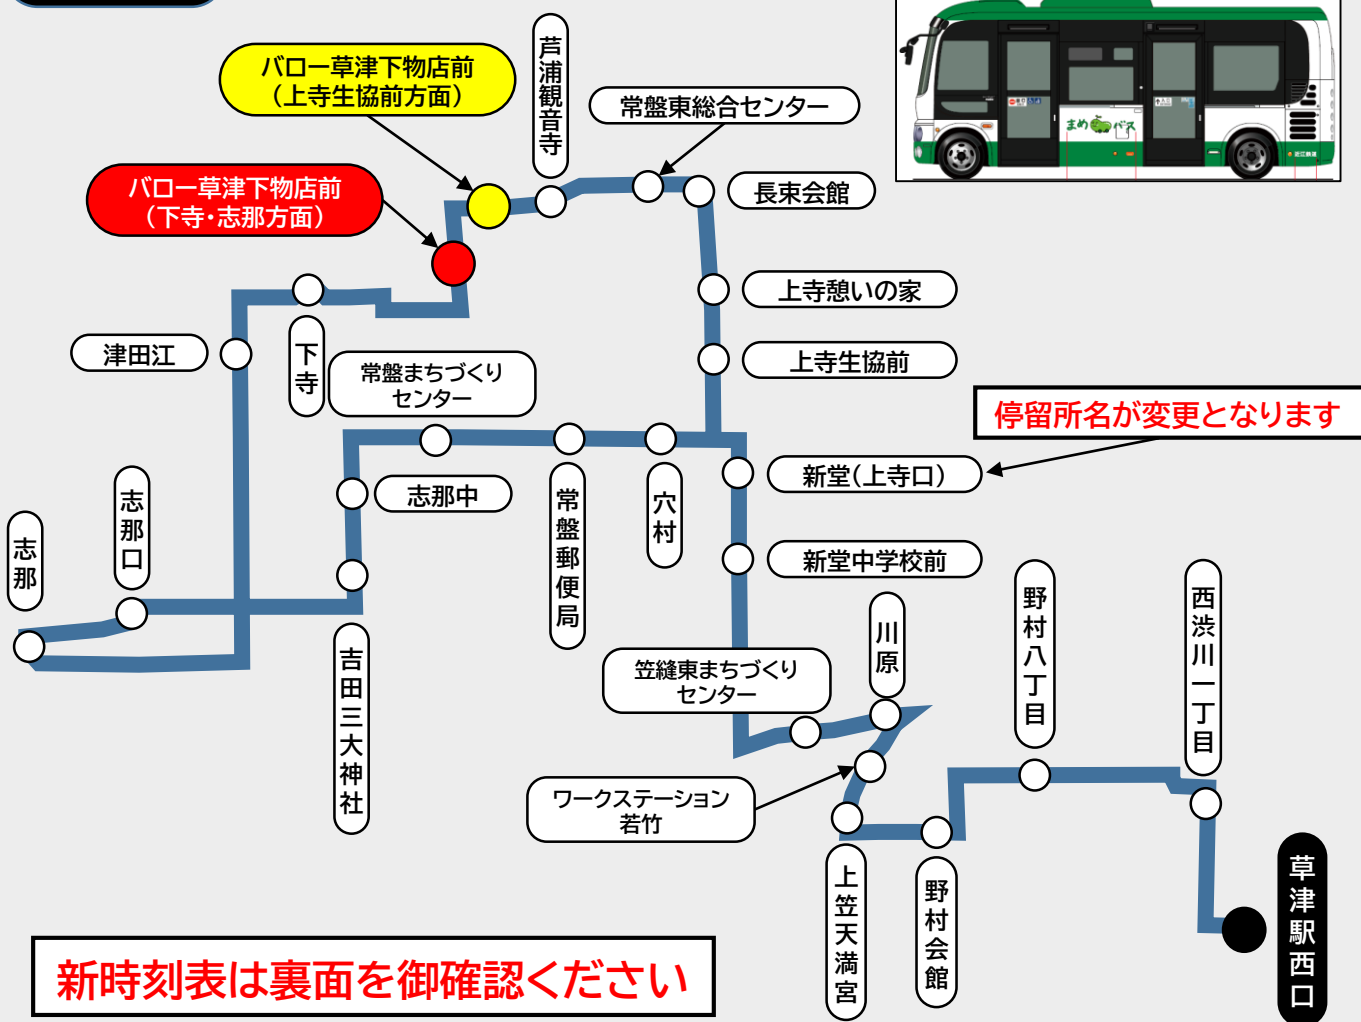 バロー草津下物店前
（上寺生協前方面）
芦浦観音寺
常盤東総合センター
まめバス
バロー草津下物店前
（下寺・志那方面）
長束会館
上寺憩いの家
津田江
下寺
常盤まちづくり
センター
上寺生協前
停留所名が変更となります
新堂（上寺口）
志那中
志那口
志那
常盤郵便局
穴村
新堂中学校前
野村八丁目
西渋川一丁目
川原
吉田三大神社
笠縫東まちづくり
センター
ワークステーション
若竹
上笠天満宮
野村会館
草津駅西口
新時刻表は裏面を御確認ください